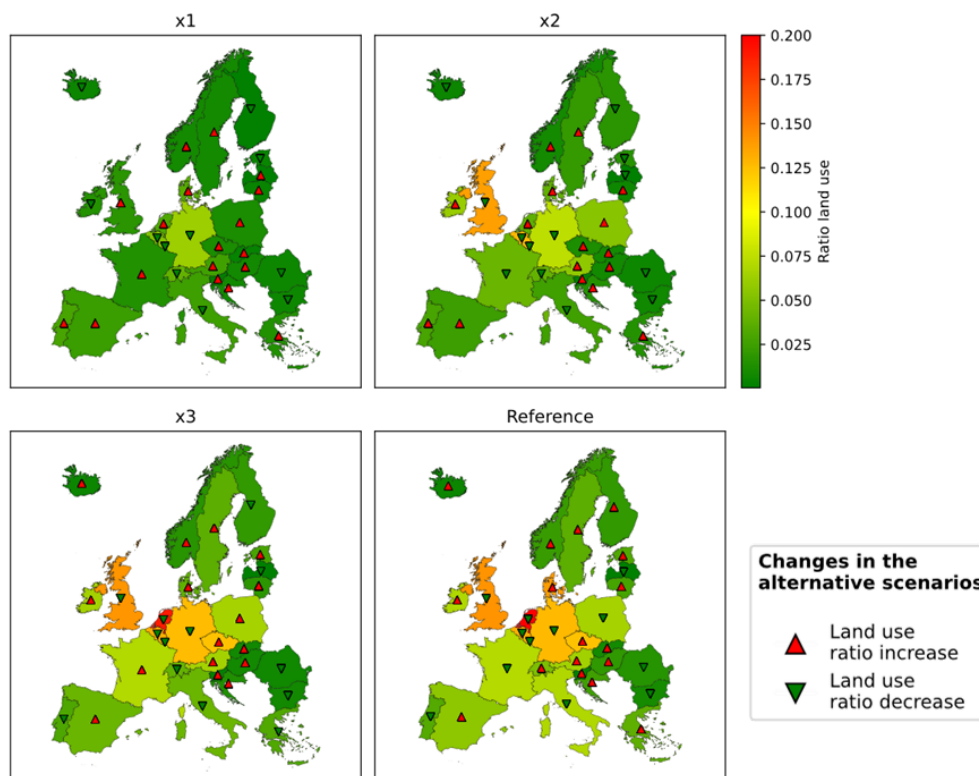 x1
x2
0.200
0.175
0.150
0.125
0.100
0.075
0.050
0.025
Ratio land use
x3
Reference
Changes in the
alternative scenarios
Land use
ratio increase
Land use
ratio decrease